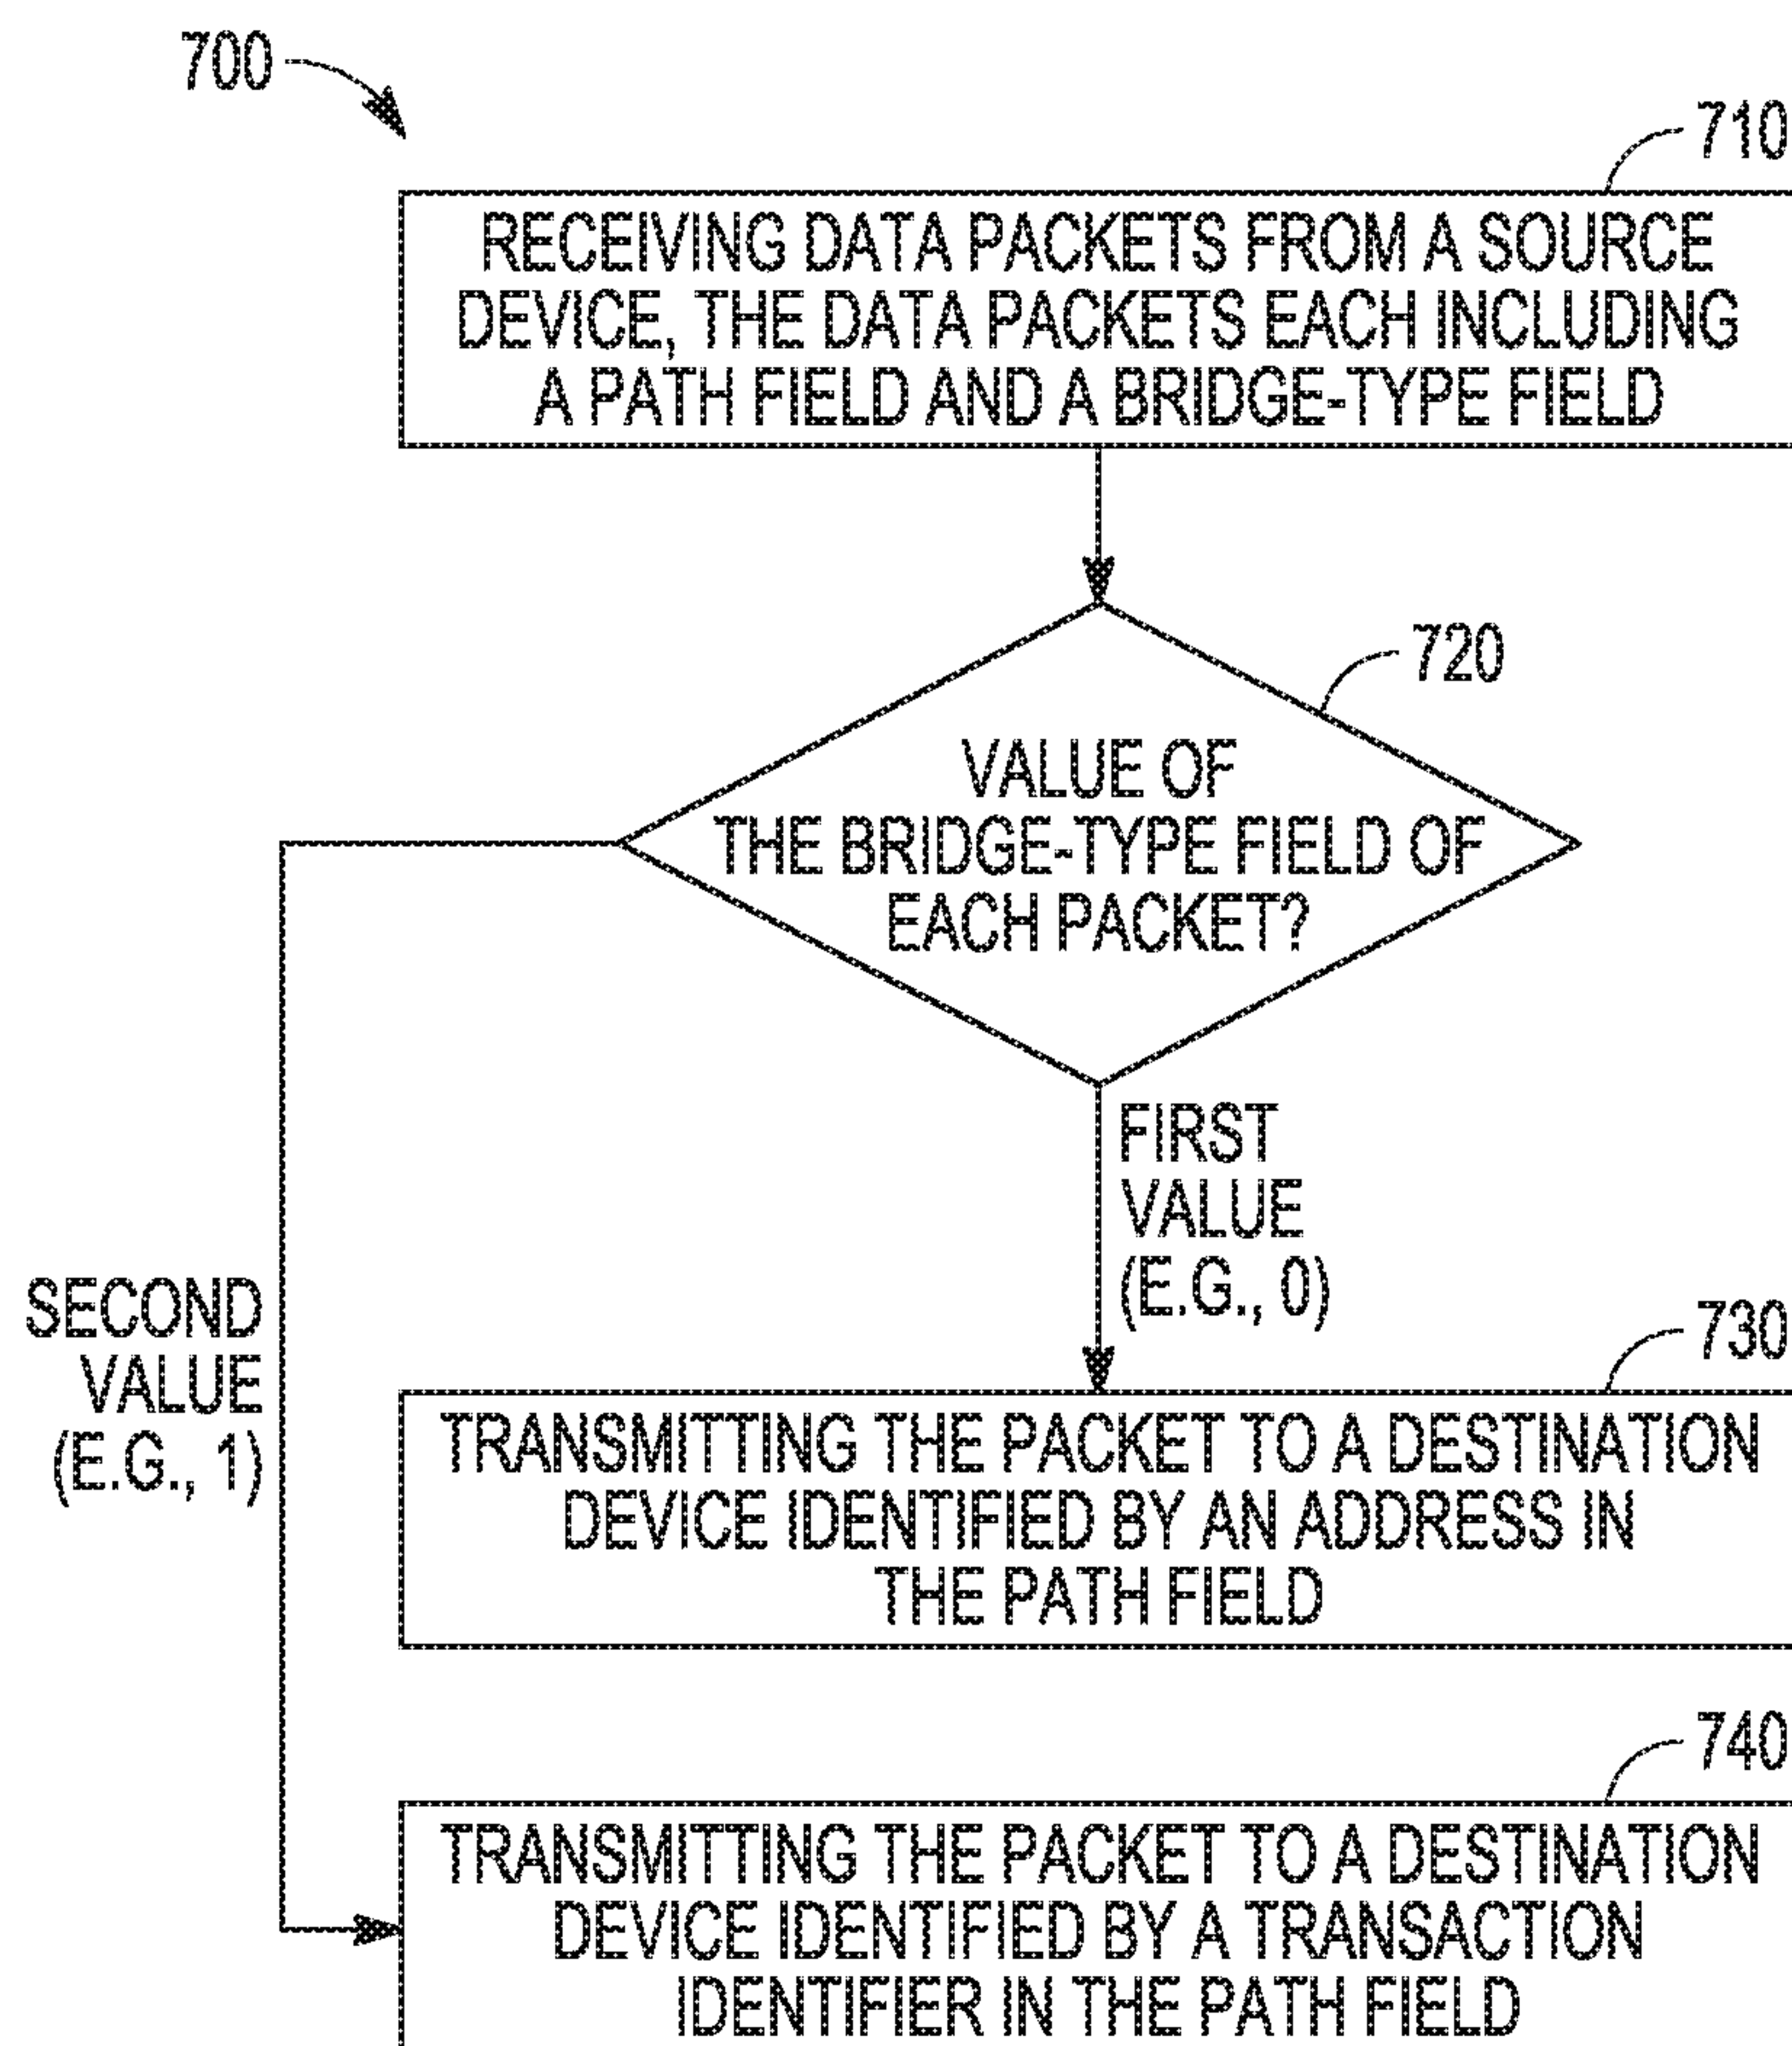 700
710
RECEIVING DATA PACKETS FROM A SOURCE
DEVICE, THE DATA PACKETS EACH INCLUDING
A PATH FIELD AND A BRIDGE-TYPE FIELD
720
VALUE OF
THE BRIDGE-TYPE FIELD OF
EACH PACKET?
FIRST
VALUE
(E.G., 0)
SECOND
VALUE
(E.G., 1)
730
TRANSMITTING THE PACKET TO A DESTINATION
DEVICE IDENTIFIED BY AN ADDRESS IN
THE PATH FIELD
740
TRANSMITTING THE PACKET TO A DESTINATION
DEVICE IDENTIFIED BY A TRANSACTION
IDENTIFIER IN THE PATH FIELD